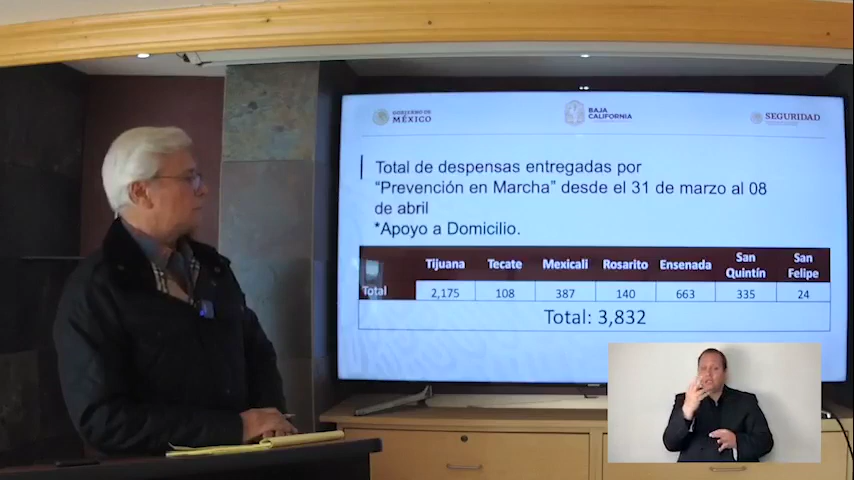 GOBIERNO DE
MÉXICO
BAJA
CALIFORNIA
SEGURIDAD
Total de despensas entregadas por
“Prevención en Marcha” desde el 31 de marzo al 08
de abril
*Apoyo a Domicilio.
Tijuana Tecate Mexicali Rosarito Ensenada San Quintín San Felipe
Total 2,175 108 387 140 663 335 24
Total: 3,832